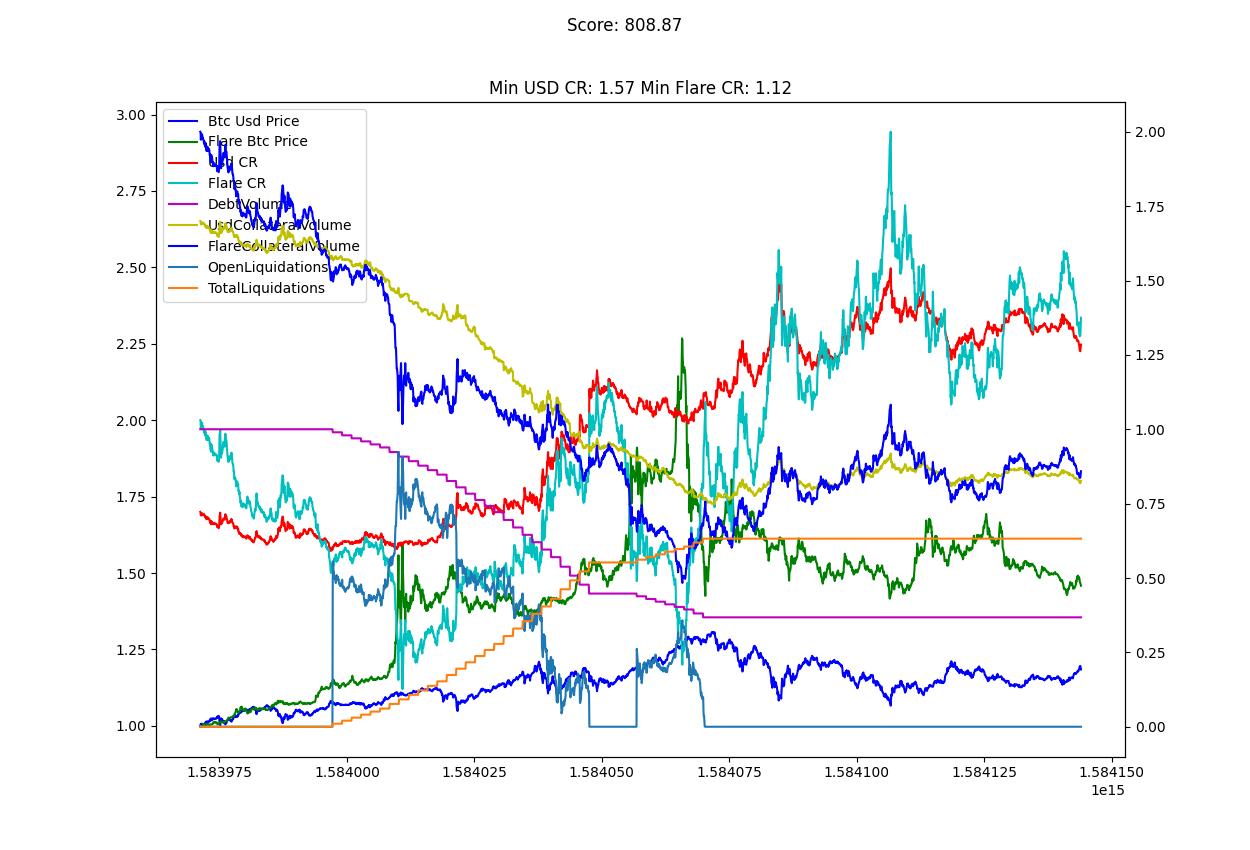 Score: 808.87
Min USD CR: 1.57 Min Flare CR: 1.12
Btc Usd Price
Flare Btc Price
Usd CR
Flare CR
DebtVolume
UsdCollateralVolume
FlareCollateralVolume
OpenLiquidations
TotalLiquidations
3.00
2.75
2.50
2.25
2.00
1.75
1.50
1.25
1.00
2.00
1.75
1.50
1.25
1.00
0.75
0.50
0.25
0.00
1.583975 1.584000 1.584025 1.584050 1.584075 1.584100 1.584125 1.584150
1e15